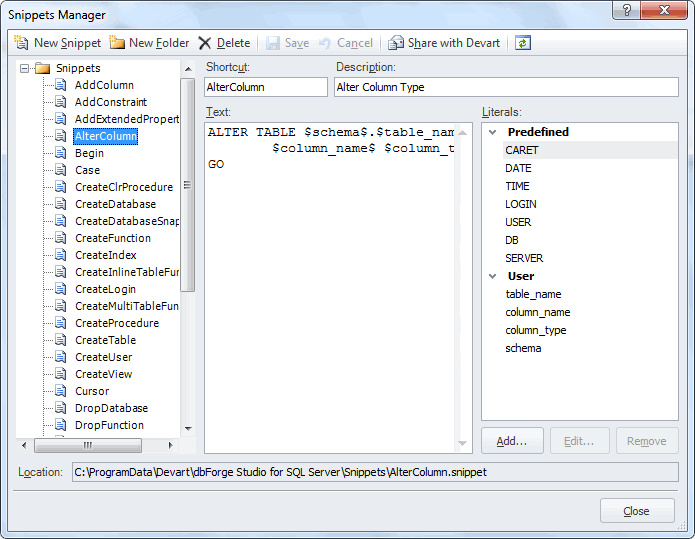 Snippets Manager
New Snippet New Folder Delete Save Cancel Share with Devart
Snippets
AddColumn
AddConstraint
AddExtendedPropert
AlterColumn
Begin
Case
CreateClrProcedure
CreateDatabase
CreateDatabaseSnap
CreateFunction
CreateIndex
CreateInlineTableFun
CreateLogin
CreateMultiTableFunc
CreateProcedure
CreateTable
CreateUser
CreateView
Cursor
DropDatabase
DropFunction
Shortcut:
AlterColumn
Description:
Alter Column Type
Text:
ALTER TABLE $schema$.$table_nam
$column_name$ $column_t
GO
Literals:
Predefined
CARET
DATE
TIME
LOGIN
USER
DB
SERVER
User
table_name
column_name
column_type
schema
Add... Edit... Remove
Location: C:\ProgramData\Devart\dbForge Studio for SQL Server\Snippets\AlterColumn.snippet
Close